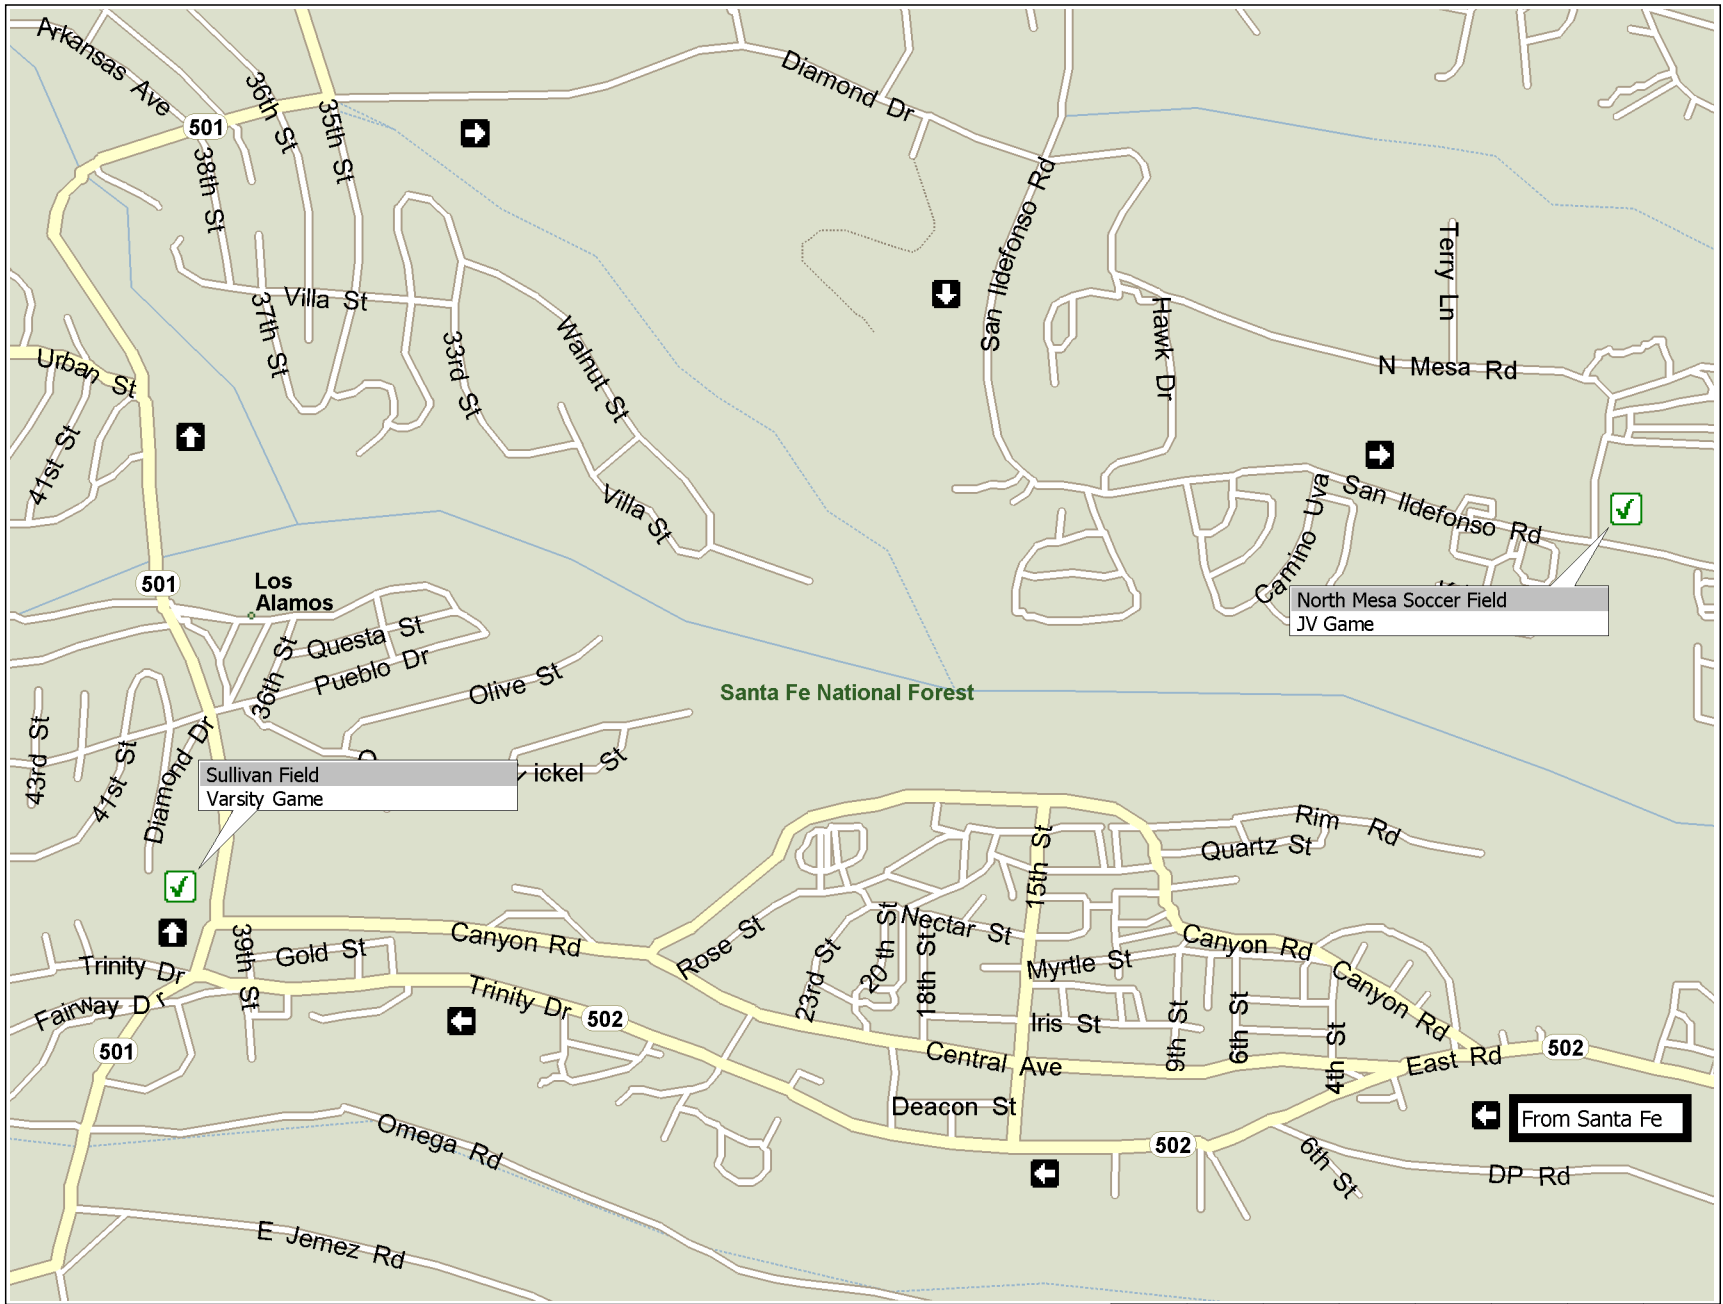 Arkansas Ave
36th St
35th St
501
38th St
Diamond Dr
San Ildefonso Rd
Terry Ln
37th St
Villa St
33rd St
Walnut St
Hawk Dr
N Mesa Rd
Urban St
41st St
Villa St
Camino Uva
San Ildefonso Rd
North Mesa Soccer Field
JV Game
501
Los
Alamos
Questa St
36th St
Pueblo Dr
Olive St
Santa Fe National Forest
43rd St
41st St
Diamond Dr
St
Sullivan Field
Varsity Game
Rim Rd
Quartz St
15th St
Canyon Rd
39th St
Gold St
Trinity Dr
Fairway Dr
Rose St
23rd St
20 th St
18th St
Nectar St
Myrtle St
Canyon Rd
Canyon Rd
Trinity Dr
502
Iris St
9th St
6th St
4th St
501
Central Ave
East Rd
502
Deacon St
From Santa Fe
Omega Rd
502
6th St
DP Rd
E Jemez Rd